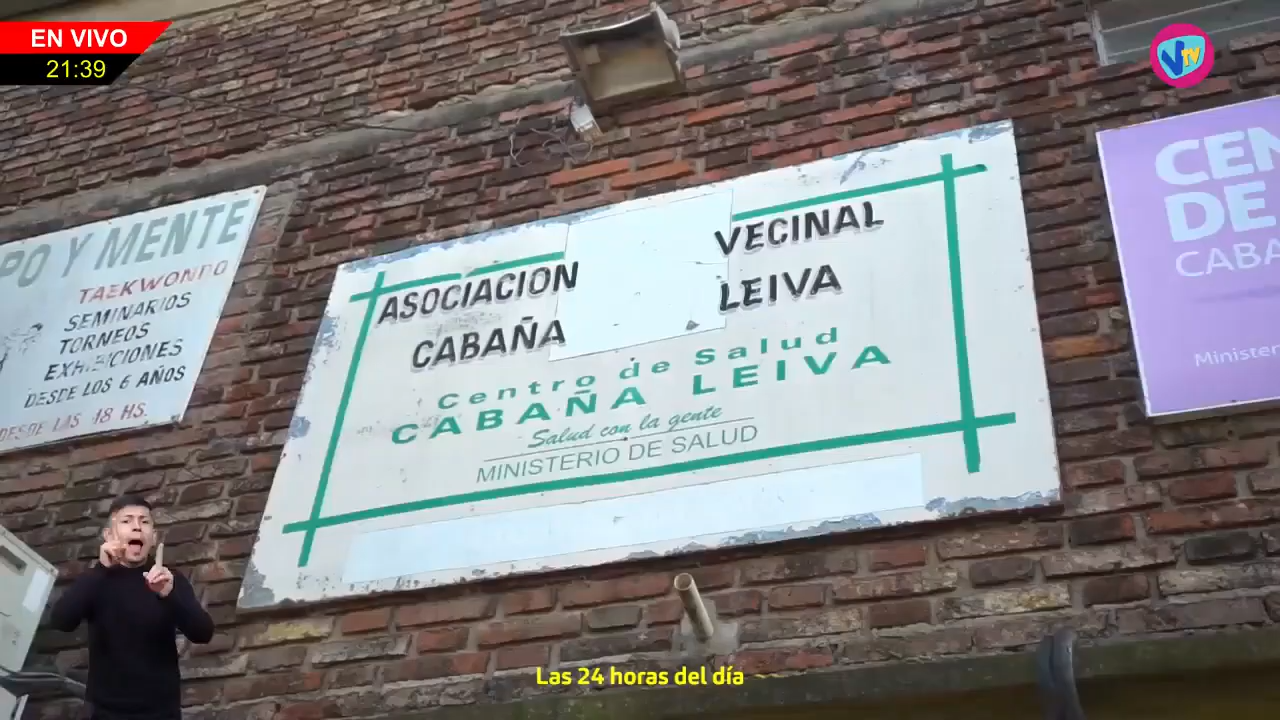 EN VIVO
21:39
VTV
Y MENTE
TAEKWONDO
SEMINARIOS
TORNEOS
EXHIBICIONES
DESDE LOS 6 AÑOS
DESDE LAS 18 HS.
ASOCIACION VECINAL
CABAÑA LEIVA
Centro de Salud
CABAÑA LEIVA
Salud con la gente
MINISTERIO DE SALUD
CEN
DE
CABA
Minister
Las 24 horas del día